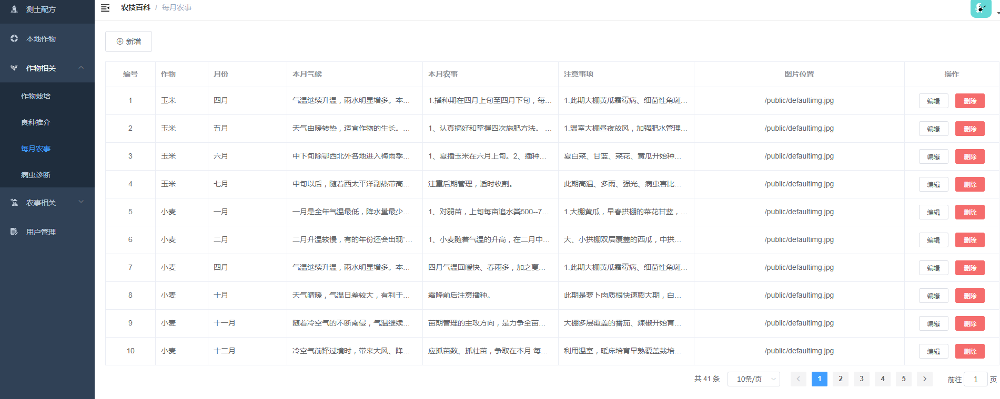 测土配方
本地作物
作物相关
作物栽培
良种推介
每月农事
病虫诊断
农事相关
用户管理
农技百科 / 每月农事
新增
编号 作物 月份 本月气候 本月农事 注意事项 图片位置 操作
1 玉米 四月 气温继续升温，雨水明显增多。本... 1.播种期在四月上旬至四月下旬，每... 1.此期大棚黄瓜霜霉病、细菌性角斑... /public/defaultimg.jpg 编辑 删除
2 玉米 五月 天气由暖转热，适宜作物的生长。... 1、认真搞好和掌握四次施肥方法。 ... 1.温室大棚昼夜放风，加强肥水管理... /public/defaultimg.jpg 编辑 删除
3 玉米 六月 中下旬除鄂西北外各地进入梅雨季... 1、夏播玉米在六月上旬。2、播种... 夏白菜、甘蓝、菜花、黄瓜开始种... /public/defaultimg.jpg 编辑 删除
4 玉米 七月 中旬以后，随着西太平洋副热带高... 注重后期管理，适时收割。 此期高温、多雨、强光、病虫害比... /public/defaultimg.jpg 编辑 删除
5 小麦 一月 一月是全年气温最低，降水量最少... 1、对弱苗，上旬每亩追水粪500--7... 1.大棚黄瓜，早春拱棚的菜花甘蓝，... /public/defaultimg.jpg 编辑 删除
6 小麦 二月 二月升温较慢，有的年份还会出现“... 1、小麦随着气温的升高，在二月中... 大、小拱棚双层覆盖的西瓜，中拱... /public/defaultimg.jpg 编辑 删除
7 小麦 四月 气温继续升温，雨水明显增多。本... 四月气温回暖快、春雨多，加之夏... 1.此期大棚黄瓜霜霉病、细菌性角斑... /public/defaultimg.jpg 编辑 删除
8 小麦 十月 天气晴暖，气温日差较大，有利于... 霜降前后注意播种。 此期是萝卜肉质根快速膨大期，白... /public/defaultimg.jpg 编辑 删除
9 小麦 十一月 随着冷空气的不断南侵，气温继续... 苗期管理的主攻方向，是力争全苗... 大棚多层覆盖的番茄、辣椒开始育... /public/defaultimg.jpg 编辑 删除
10 小麦 十二月 冷空气前锋过境时，带来大风、降... 应抓苗数、抓壮苗，争取在本月 每... 利用温室，暖床培育早熟覆盖栽培... /public/defaultimg.jpg 编辑 删除
共 41 条 10条/页 1 2 3 4 5 前往 1 页